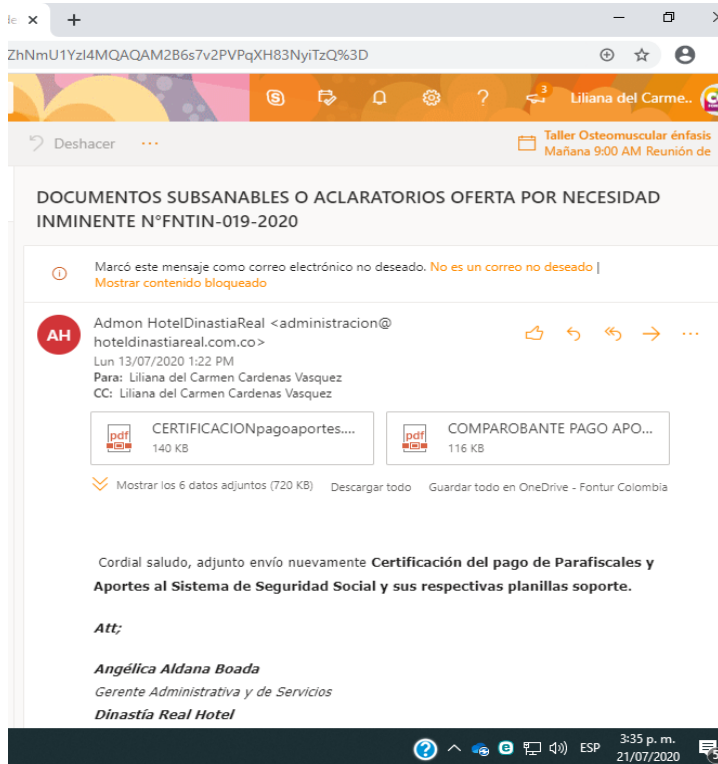 ZhNmU1YzI4MQAQAM2B6s7v2PVPqXH83NyiTzQ%3D
3
Liliana del Carme..
Deshacer
Taller Osteomuscular énfasis
Mañana 9:00 AM Reunión de
DOCUMENTOS SUBSANABLES O ACLARATORIOS OFERTA POR NECESIDAD
INMINENTE N°FNTIN-019-2020
Marcó este mensaje como correo electrónico no deseado. No es un correo no deseado |
Mostrar contenido bloqueado
AH
Admon HotelDinastiaReal <administracion@
hoteldinastiareal.com.co>
Lun 13/07/2020 1:22 PM
Para: Liliana del Carmen Cardenas Vasquez
CC: Liliana del Carmen Cardenas Vasquez
pdf CERTIFICACIONpagoaportes....
140 KB
pdf COMPAROBANTE PAGO APO...
116 KB
Mostrar los 6 datos adjuntos (720 KB) Descargar todo Guardar todo en OneDrive - Fontur Colombia
Cordial saludo, adjunto envío nuevamente Certificación del pago de Parafiscales y
Aportes al Sistema de Seguridad Social y sus respectivas planillas soporte.
Att;
Angélica Aldana Boada
Gerente Administrativa y de Servicios
Dinastía Real Hotel
ESP
3:35 p. m.
21/07/2020